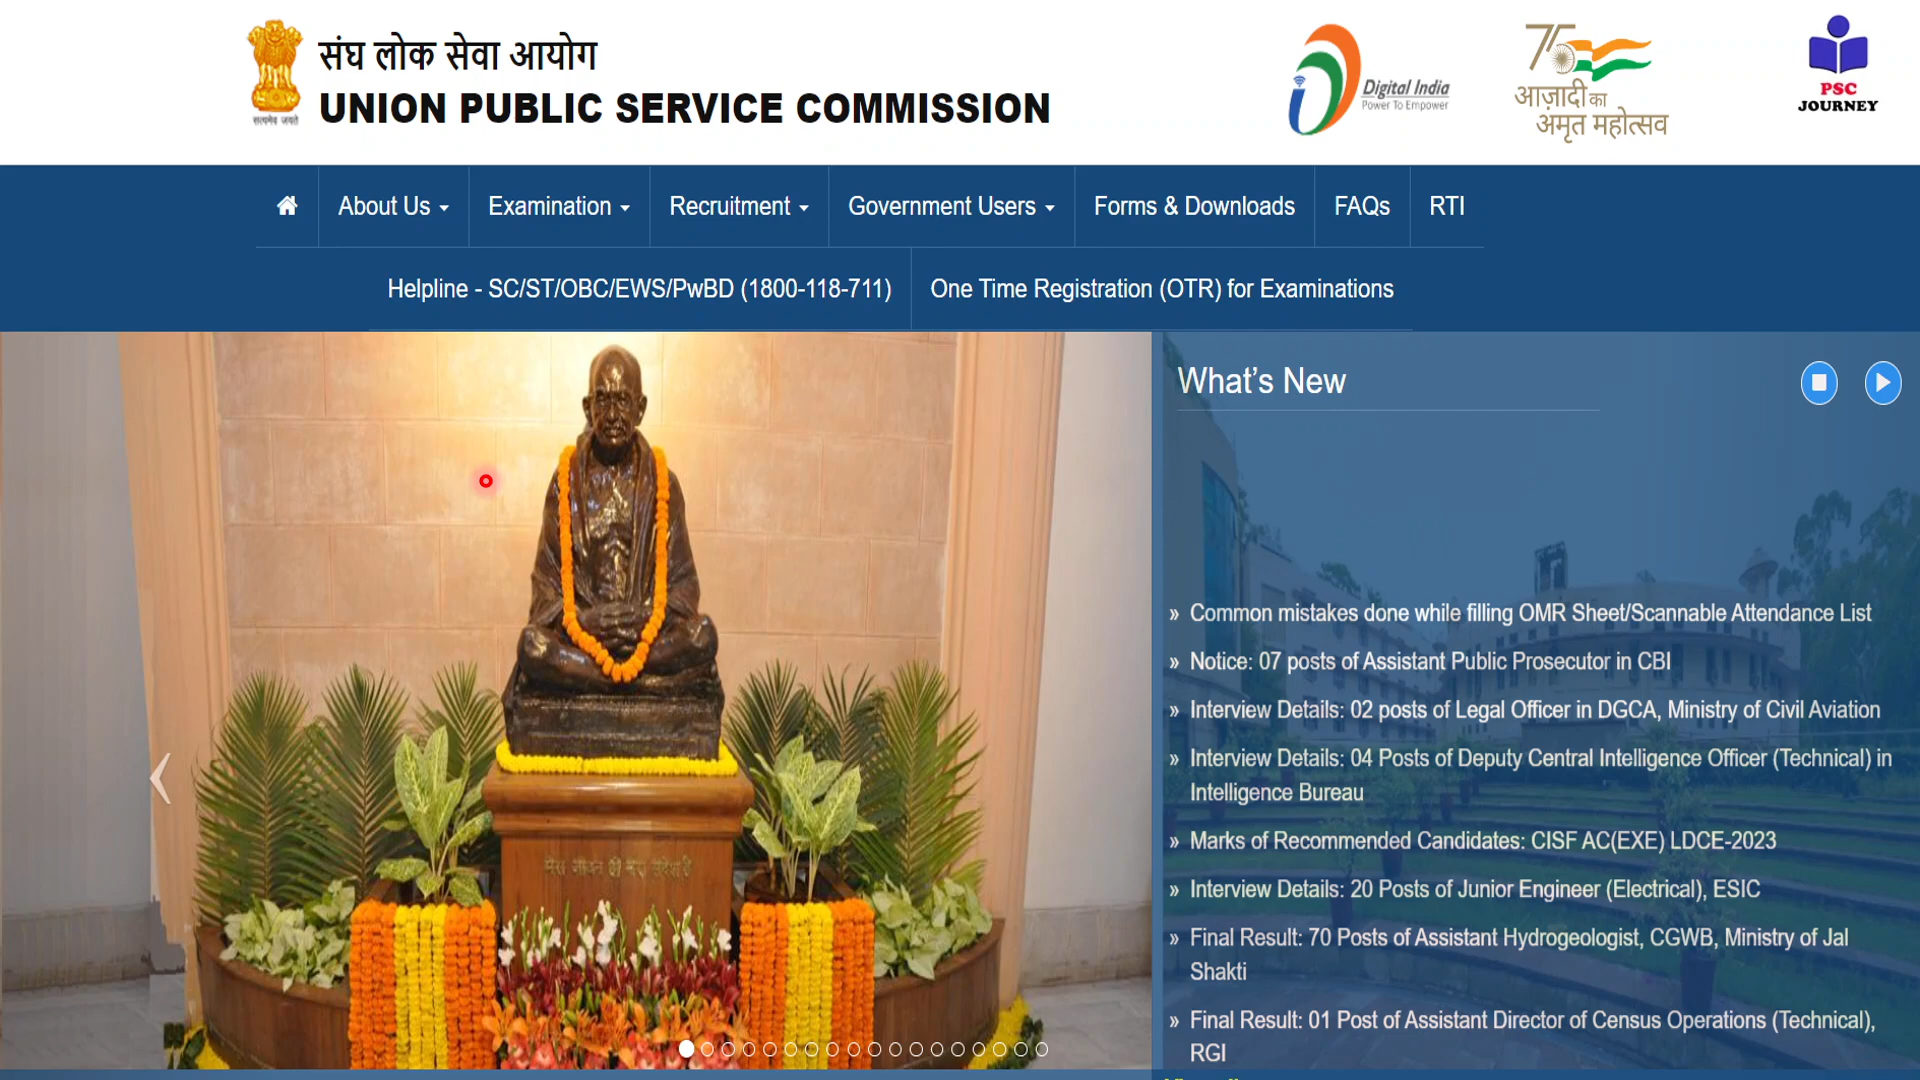 संघ लोक सेवा आयोग
UNION PUBLIC SERVICE COMMISSION
सत्यमेव जयते
Digital India
Power To Empower
75
आज़ादी का
अमृत महोत्सव
PSC
JOURNEY
About Us
Examination
Recruitment
Government Users
Forms & Downloads
FAQs
RTI
Helpline - SC/ST/OBC/EWS/PwBD (1800-118-711)
One Time Registration (OTR) for Examinations
What’s New
» Common mistakes done while filling OMR Sheet/Scannable Attendance List
» Notice: 07 posts of Assistant Public Prosecutor in CBI
» Interview Details: 02 posts of Legal Officer in DGCA, Ministry of Civil Aviation
» Interview Details: 04 Posts of Deputy Central Intelligence Officer (Technical) in
Intelligence Bureau
» Marks of Recommended Candidates: CISF AC(EXE) LDCE-2023
» Interview Details: 20 Posts of Junior Engineer (Electrical), ESIC
» Final Result: 70 Posts of Assistant Hydrogeologist, CGWB, Ministry of Jal
Shakti
» Final Result: 01 Post of Assistant Director of Census Operations (Technical),
RGI